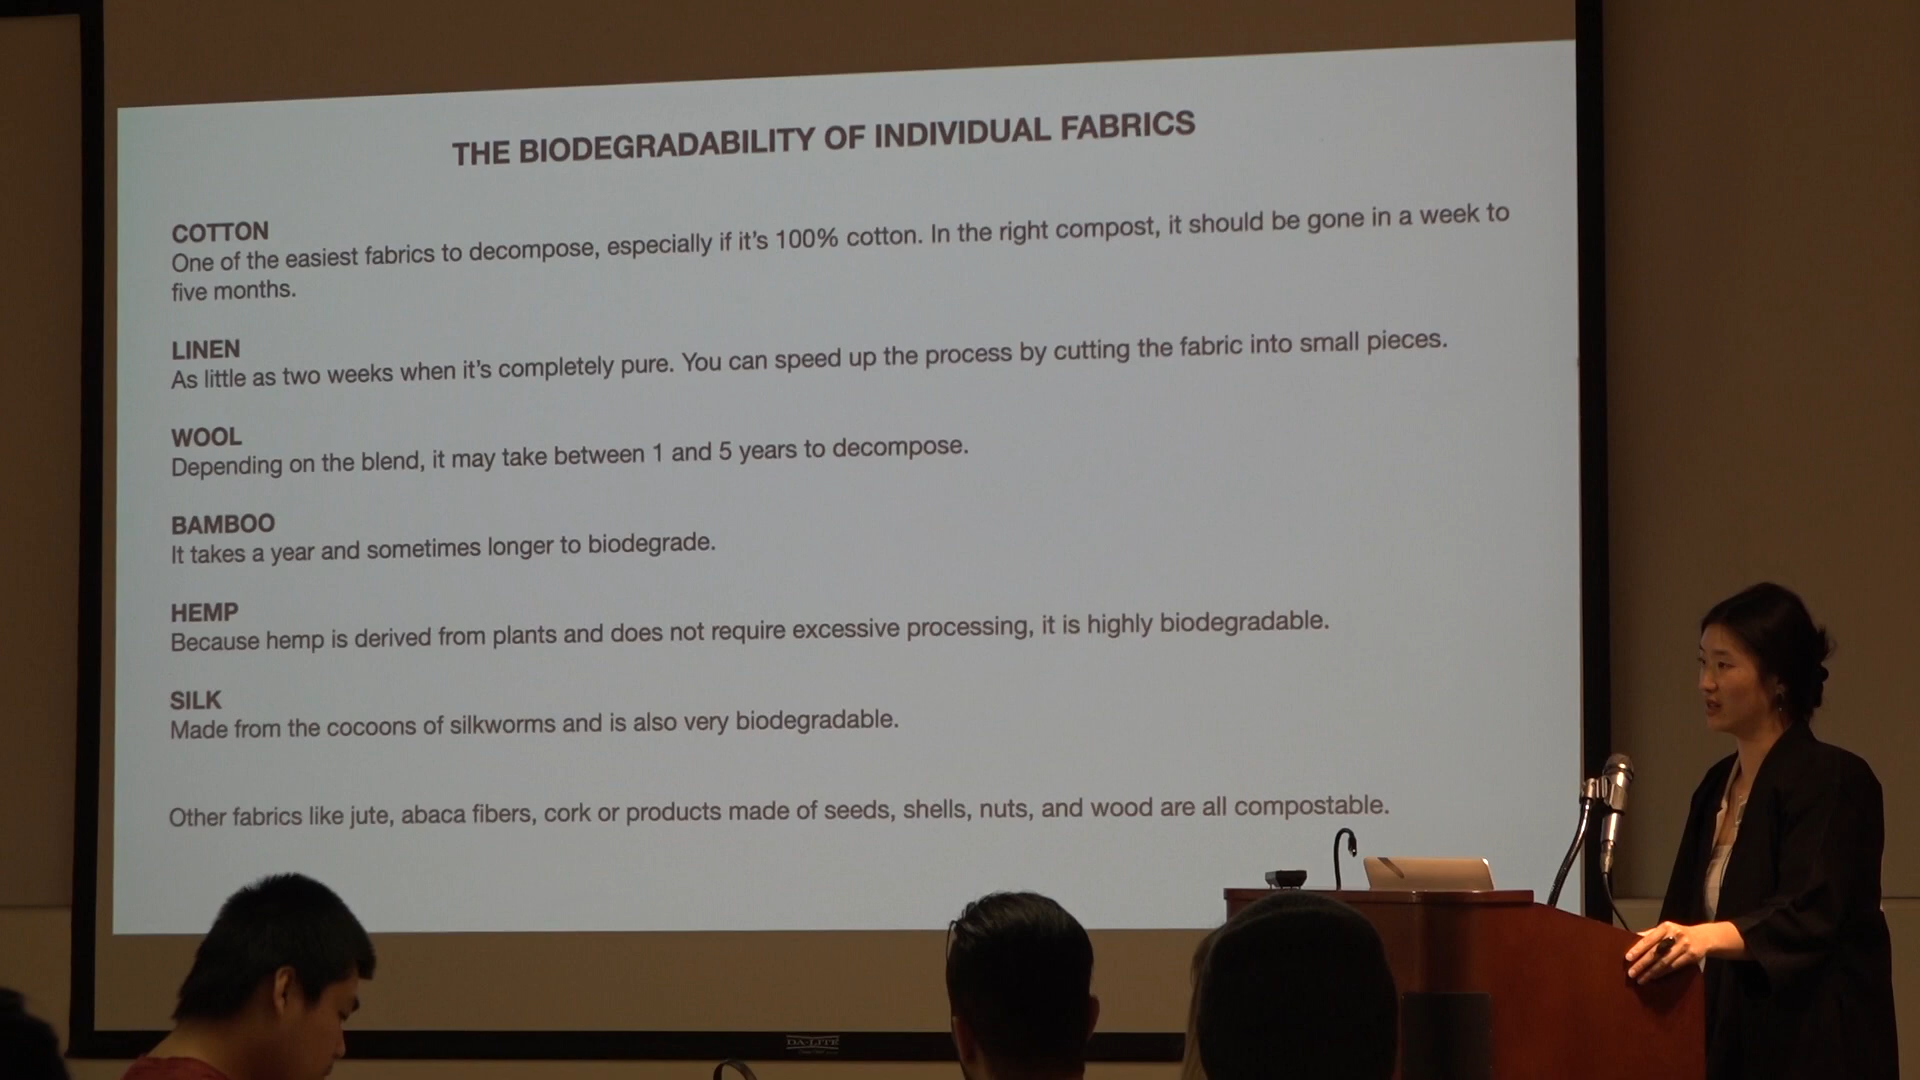 THE BIODEGRADABILITY OF INDIVIDUAL FABRICS
COTTON
One of the easiest fabrics to decompose, especially if it's 100% cotton. In the right compost, it should be gone in a week to
five months.
LINEN
As little as two weeks when it's completely pure. You can speed up the process by cutting the fabric into small pieces.
WOOL
Depending on the blend, it may take between 1 and 5 years to decompose.
BAMBOO
It takes a year and sometimes longer to biodegrade.
HEMP
Because hemp is derived from plants and does not require excessive processing, it is highly biodegradable.
SILK
Made from the cocoons of silkworms and is also very biodegradable.
Other fabrics like jute, abaca fibers, cork or products made of seeds, shells, nuts, and wood are all compostable.
DA-LITE